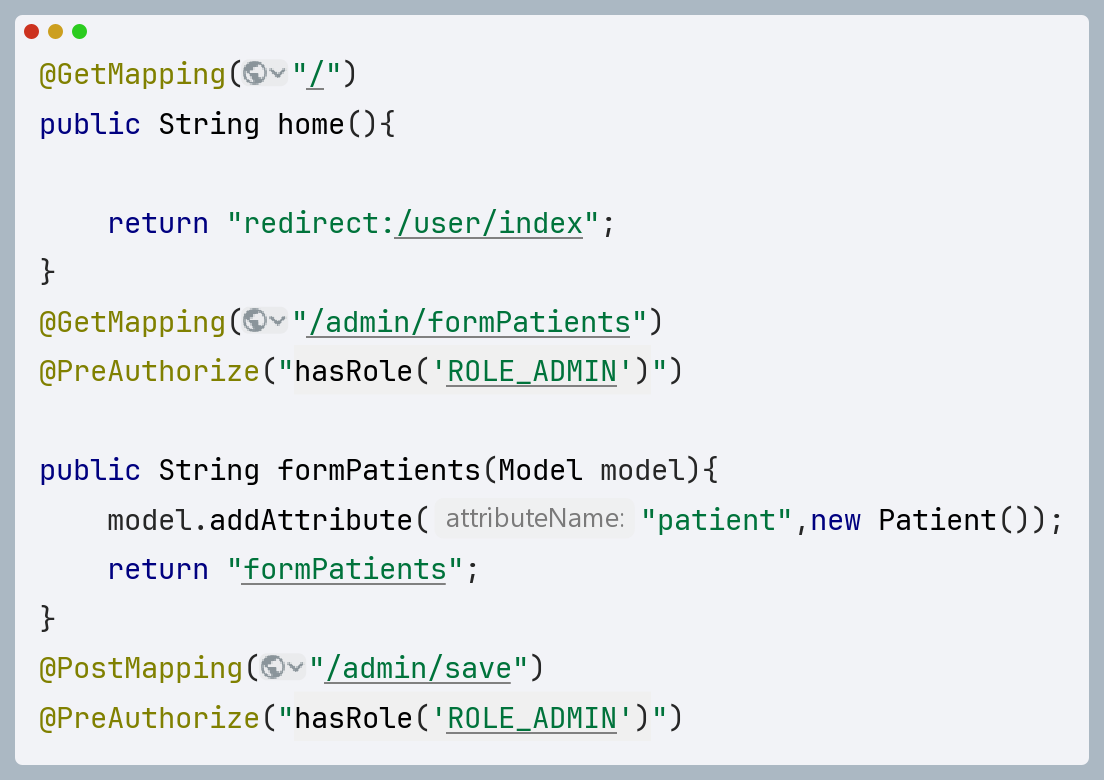 @GetMapping("/")
public String home(){
return "redirect:/user/index";
}
@GetMapping("/admin/formPatients")
@PreAuthorize("hasRole('ROLE_ADMIN')")
public String formPatients(Model model){
model.addAttribute( attributeName: "patient",new Patient());
return "formPatients";
}
@PostMapping("/admin/save")
@PreAuthorize("hasRole('ROLE_ADMIN')")